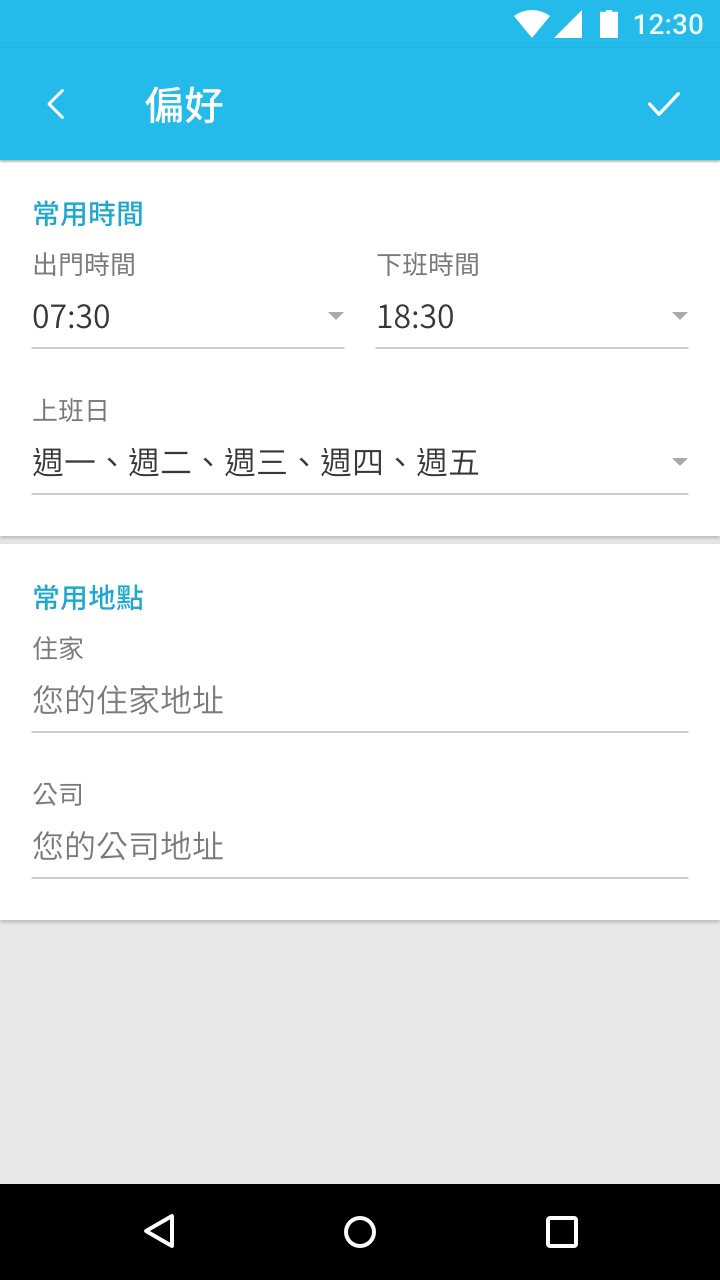 12:30
偏好
常用時間
出門時間 下班時間
07:30 18:30
上班日
週一、週二、週三、週四、週五
常用地點
住家
您的住家地址
公司
您的公司地址